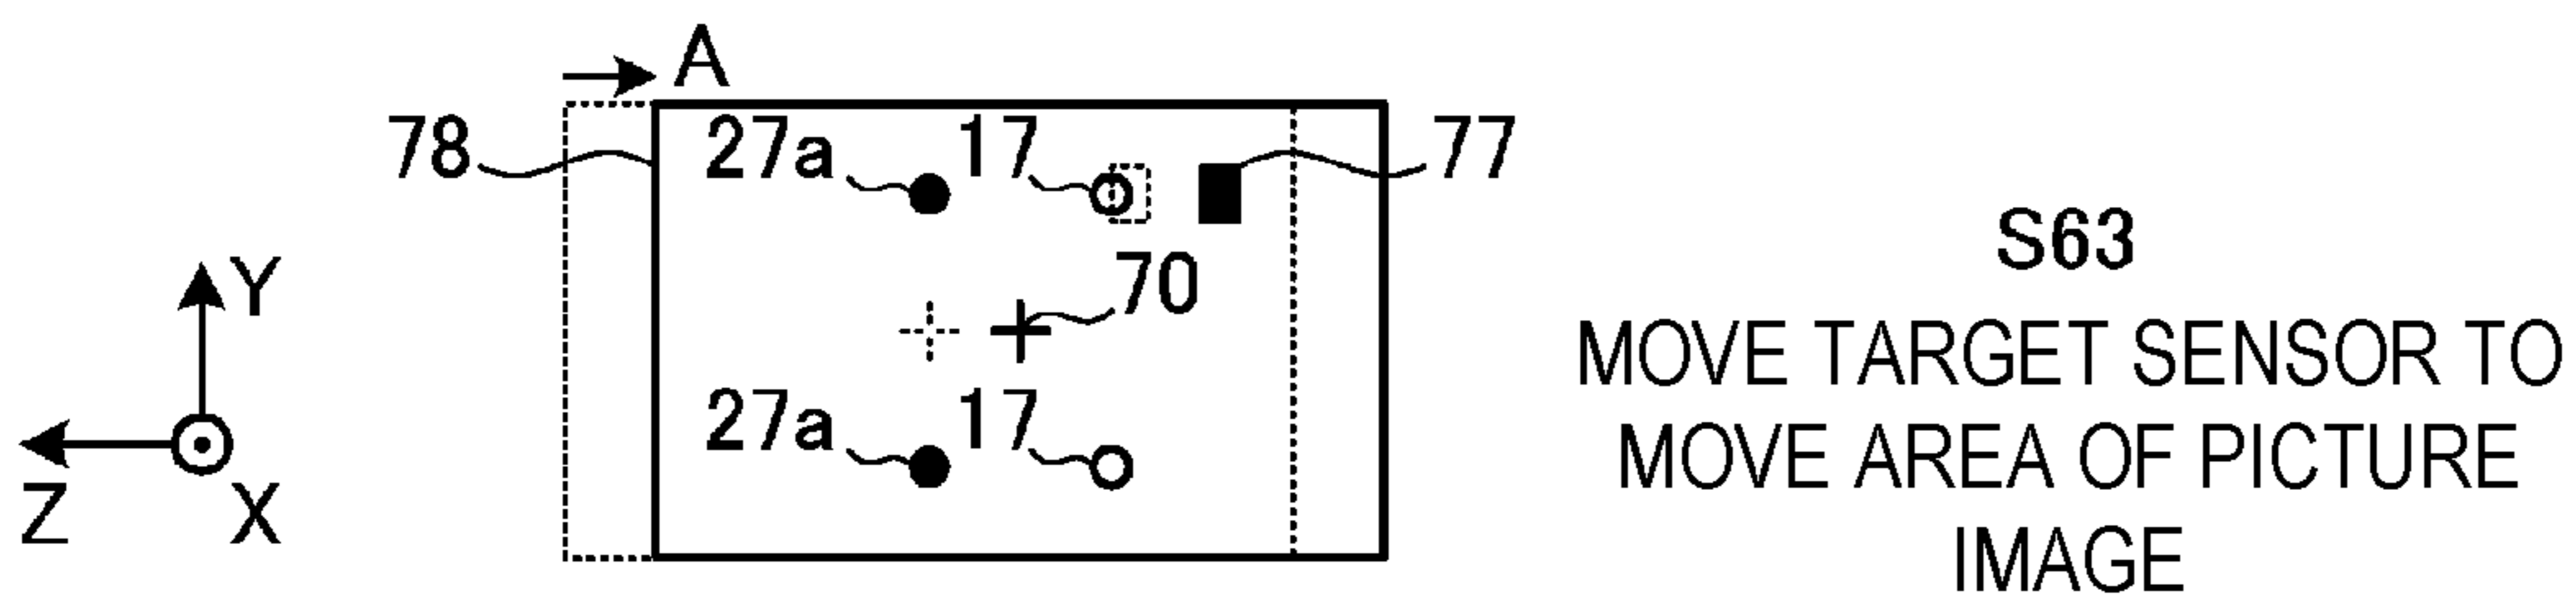 A
78
27a
17
77
70
27a
17
Y
Z
X
S63
MOVE TARGET SENSOR TO
MOVE AREA OF PICTURE
IMAGE